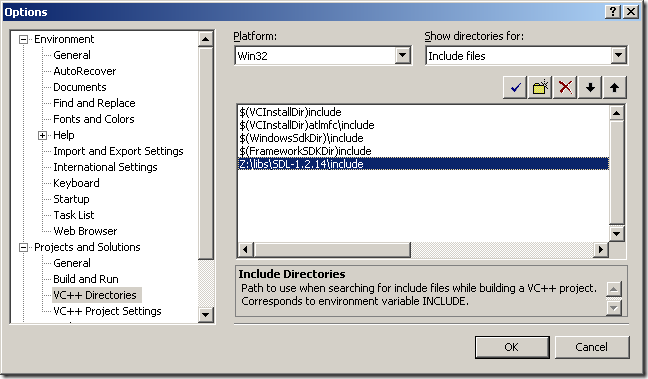 Options
Environment
General
AutoRecover
Documents
Find and Replace
Fonts and Colors
Help
Import and Export Settings
International Settings
Keyboard
Startup
Task List
Web Browser
Projects and Solutions
General
Build and Run
VC++ Directories
VC++ Project Settings
Platform:
Win32
Show directories for:
Include files
$(VCInstallDir)include
$(VCInstallDir)atlmfc\include
$(WindowsSdkDir)\include
$(FrameworkSDKDir)include
Z:\libs\SDL-1.2.14\include
Include Directories
Path to use when searching for include files while building a VC++ project.
Corresponds to environment variable INCLUDE.
OK
Cancel